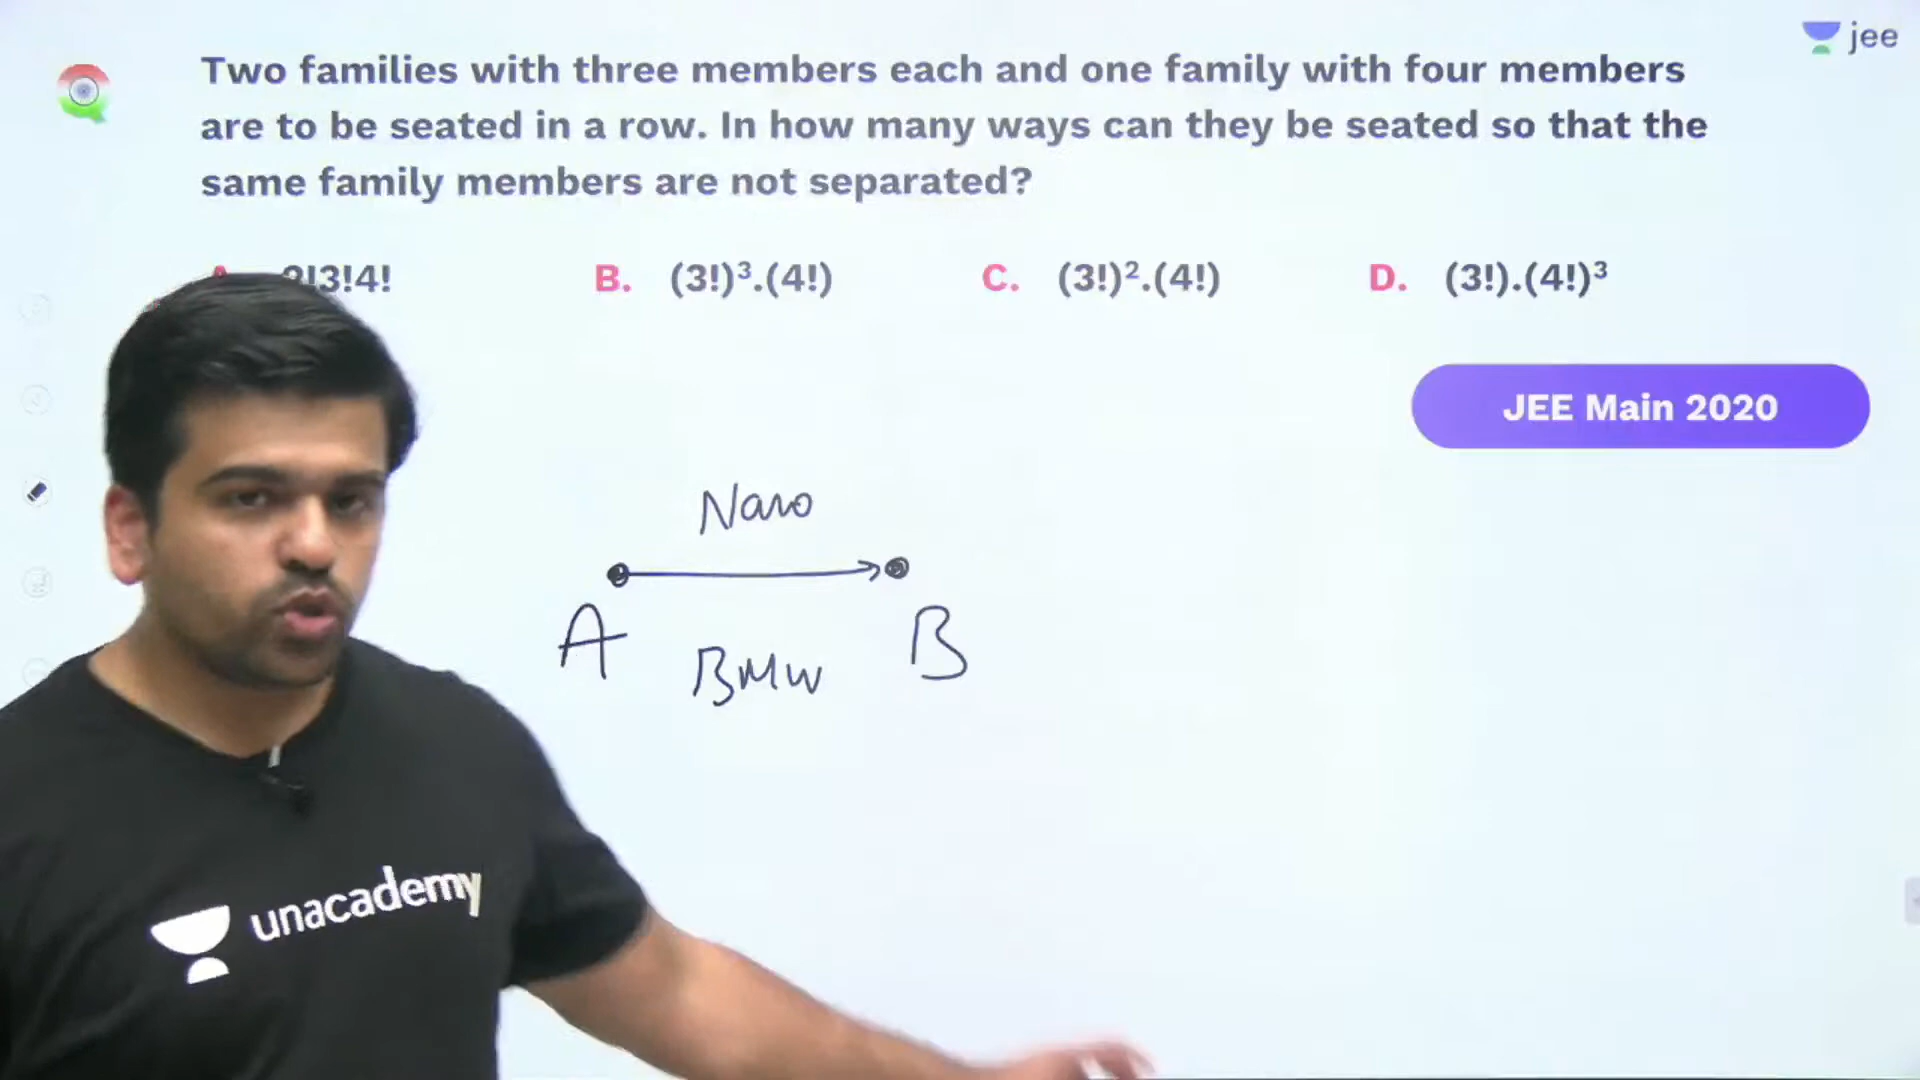 jee
Two families with three members each and one family with four members
are to be seated in a row. In how many ways can they be seated so that the
same family members are not separated?
2!3!4!
B. (3!)³.(4!)
C. (3!)².(4!)
D. (3!).(4!)³
JEE Main 2020
Nano
A
B
BMW
unacademy